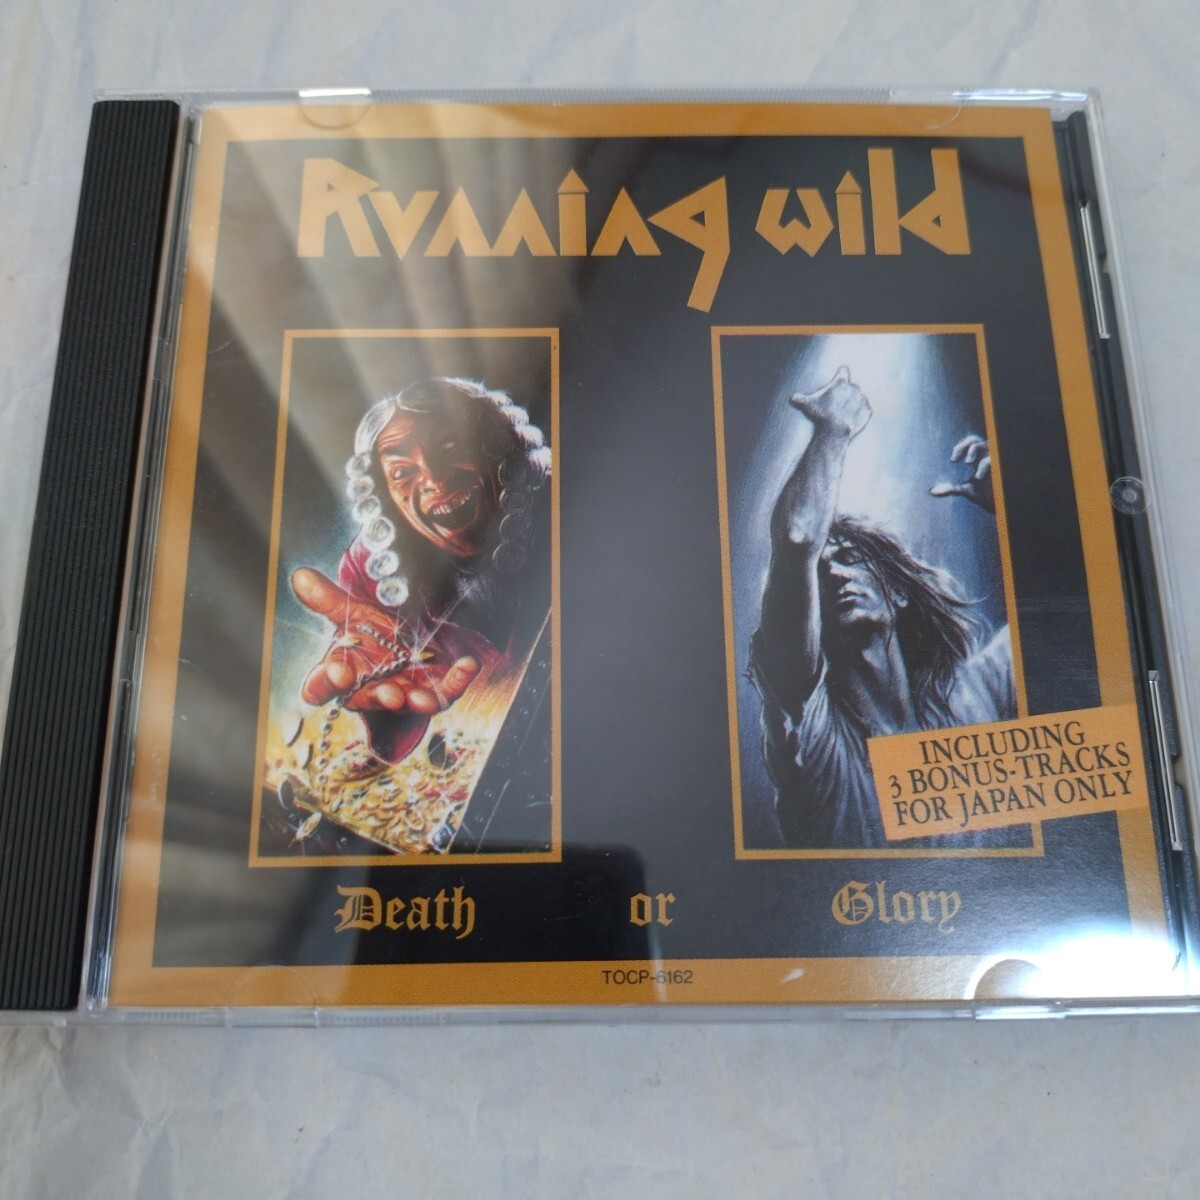 Running wild
INCLUDING
3 BONUS-TRACKS
FOR JAPAN ONLY
Death or Glory
TOCP-6162